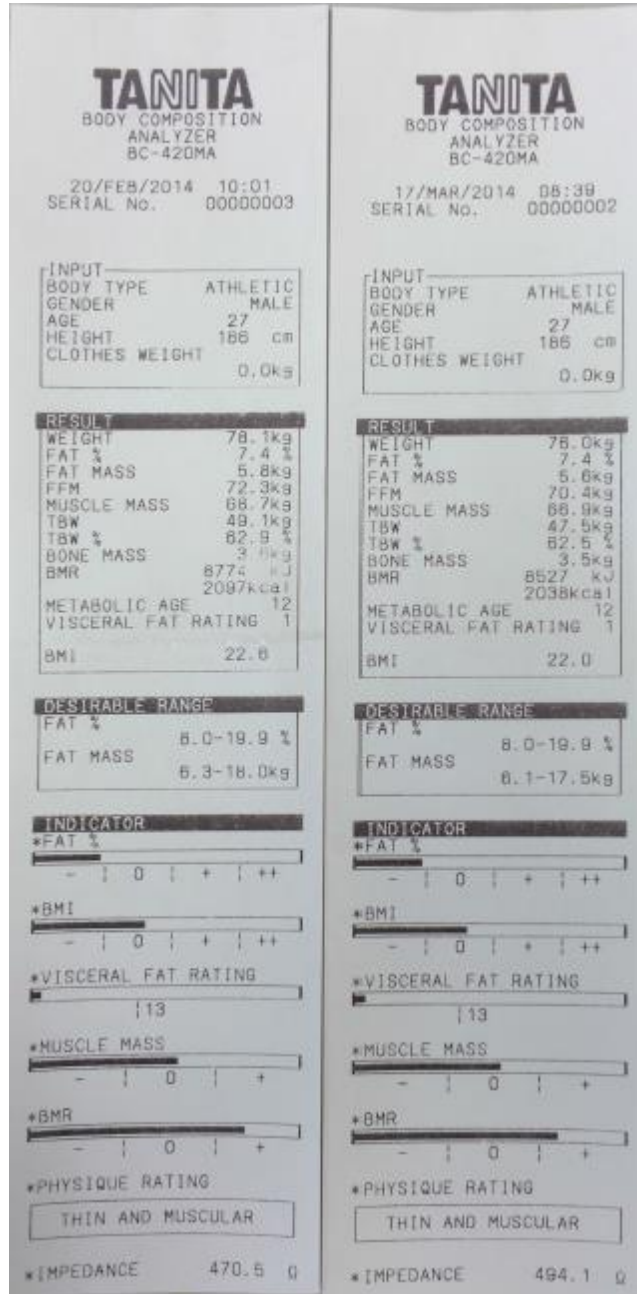 TANITA
BODY COMPOSITION
ANALYZER
BC-420MA
20/FEB/2014 10:01
SERIAL No. 00000003
INPUT
BODY TYPE ATHLETIC
GENDER MALE
AGE 27
HEIGHT 186 cm
CLOTHES WEIGHT
0.0kg
RESULT
WEIGHT 78.1kg
FAT % 7.4 %
FAT MASS 5.8kg
FFM 72.3kg
MUSCLE MASS 68.7kg
TBW 49.1kg
TBW % 62.9 %
BONE MASS 3.6kg
BMR 8774 kJ
2097kcal
METABOLIC AGE 12
VISCERAL FAT RATING 1
BMI 22.6
DESIRABLE RANGE
FAT %
8.0-19.9 %
FAT MASS
6.3-18.0kg
INDICATOR
*FAT %
- | 0 | + | ++
*BMI
- | 0 | + | ++
*VISCERAL FAT RATING
|13
*MUSCLE MASS
- | 0 | +
*BMR
- | 0 | +
*PHYSIQUE RATING
THIN AND MUSCULAR
*IMPEDANCE 470.5 Ω
TANITA
BODY COMPOSITION
ANALYZER
BC-420MA
17/MAR/2014 08:39
SERIAL No. 00000002
INPUT
BODY TYPE ATHLETIC
GENDER MALE
AGE 27
HEIGHT 186 cm
CLOTHES WEIGHT
0.0kg
RESULT
WEIGHT 76.0kg
FAT % 7.4 %
FAT MASS 5.6kg
FFM 70.4kg
MUSCLE MASS 66.9kg
TBW 47.5kg
TBW % 62.5 %
BONE MASS 3.5kg
BMR 8527 kJ
2038kcal
METABOLIC AGE 12
VISCERAL FAT RATING 1
BMI 22.0
DESIRABLE RANGE
FAT %
8.0-19.9 %
FAT MASS
6.1-17.5kg
INDICATOR
*FAT %
- | 0 | + | ++
*BMI
- | 0 | + | ++
*VISCERAL FAT RATING
|13
*MUSCLE MASS
- | 0 | +
*BMR
- | 0 | +
*PHYSIQUE RATING
THIN AND MUSCULAR
*IMPEDANCE 494.1 Ω